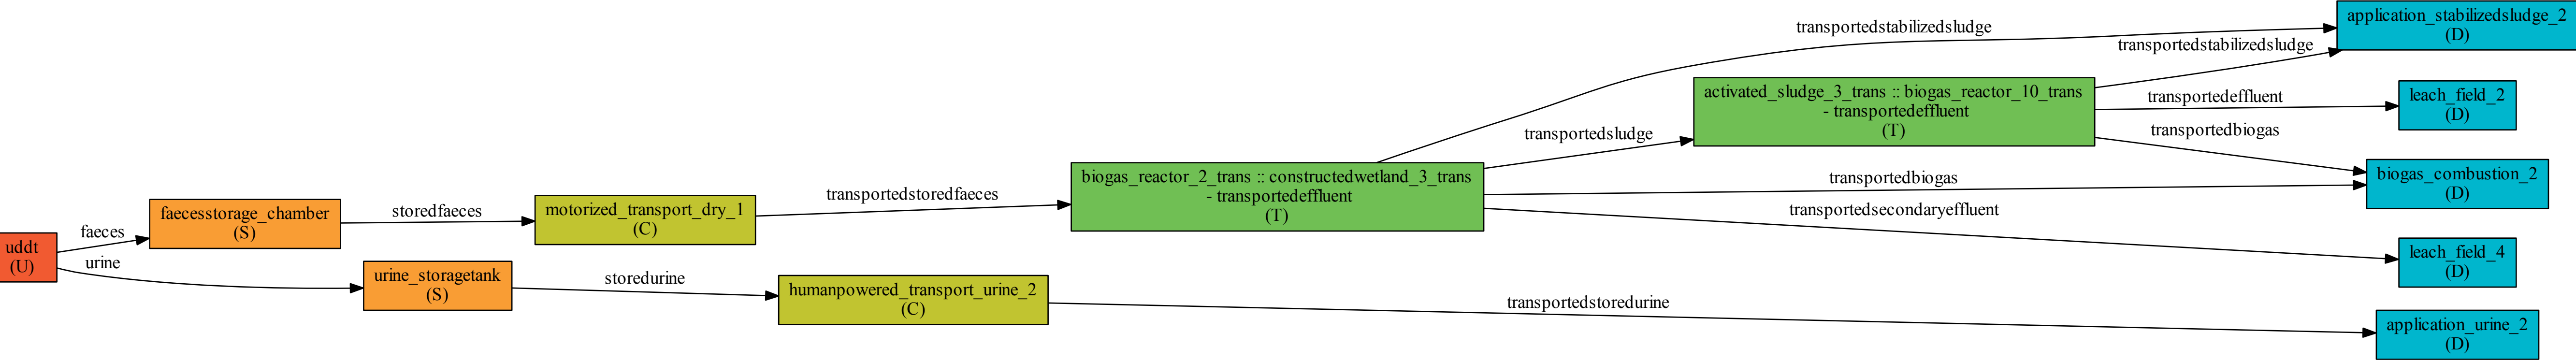 uddt
(U)
faeces
urine
faecesstorage_chamber
(S)
urine_storagetank
(S)
storedfaeces
storedurine
motorized_transport_dry_1
(C)
humanpowered_transport_urine_2
(C)
transportedstoredfaeces
biogas_reactor_2_trans :: constructedwetland_3_trans
- transportedeffluent
(T)
transportedsludge
activated_sludge_3_trans :: biogas_reactor_10_trans
- transportedeffluent
(T)
transportedstabilizedsludge
transportedstabilizedsludge
transportedeffluent
transportedbiogas
transportedbiogas
transportedsecondaryeffluent
transportedstoredurine
application_stabilizedsludge_2
(D)
leach_field_2
(D)
biogas_combustion_2
(D)
leach_field_4
(D)
application_urine_2
(D)